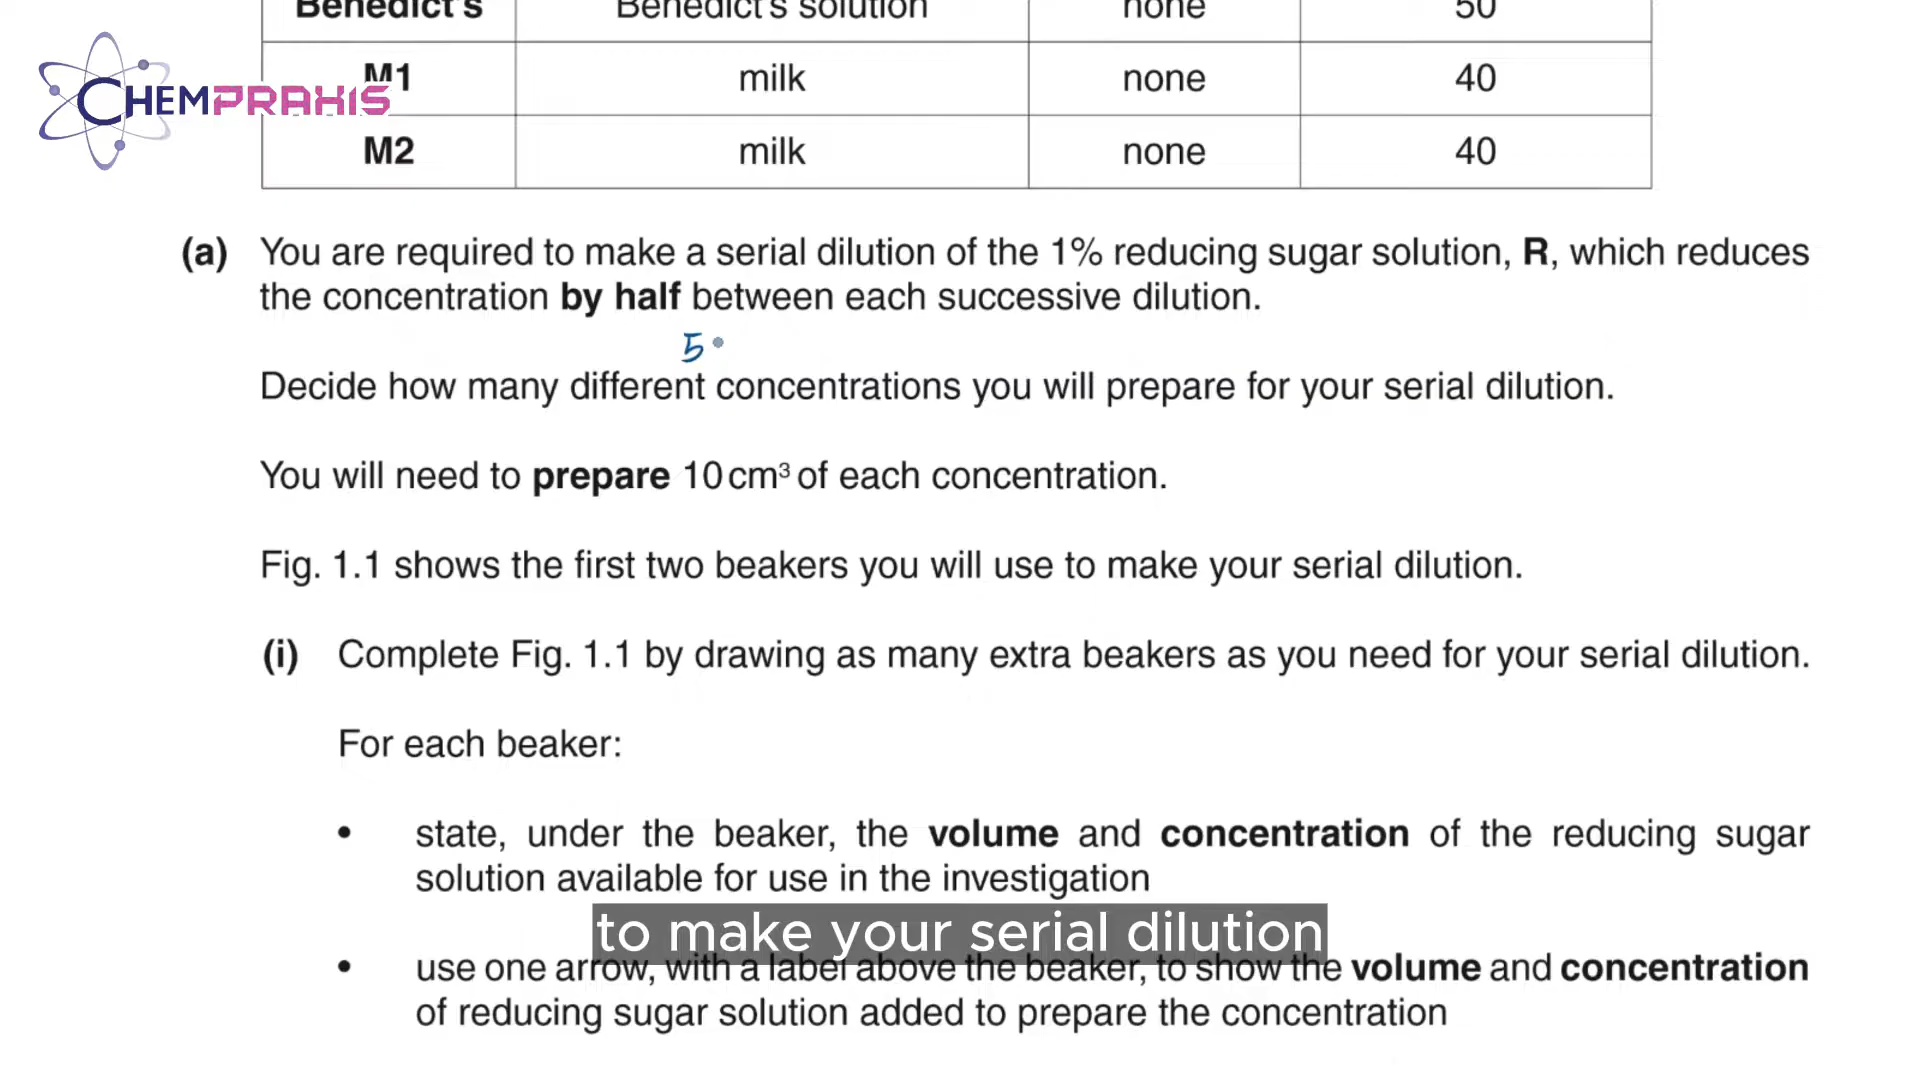 Benedict's Benedict's solution none 50
M1 milk none 40
CHEMPRAXIS
M2 milk none 40
(a) You are required to make a serial dilution of the 1% reducing sugar solution, R, which reduces
the concentration by half between each successive dilution.
5
Decide how many different concentrations you will prepare for your serial dilution.
You will need to prepare 10 cm³ of each concentration.
Fig. 1.1 shows the first two beakers you will use to make your serial dilution.
(i) Complete Fig. 1.1 by drawing as many extra beakers as you need for your serial dilution.
For each beaker:
• state, under the beaker, the volume and concentration of the reducing sugar
solution available for use in the investigation
to make your serial dilution
• use one arrow, with a label above the beaker, to show the volume and concentration
of reducing sugar solution added to prepare the concentration